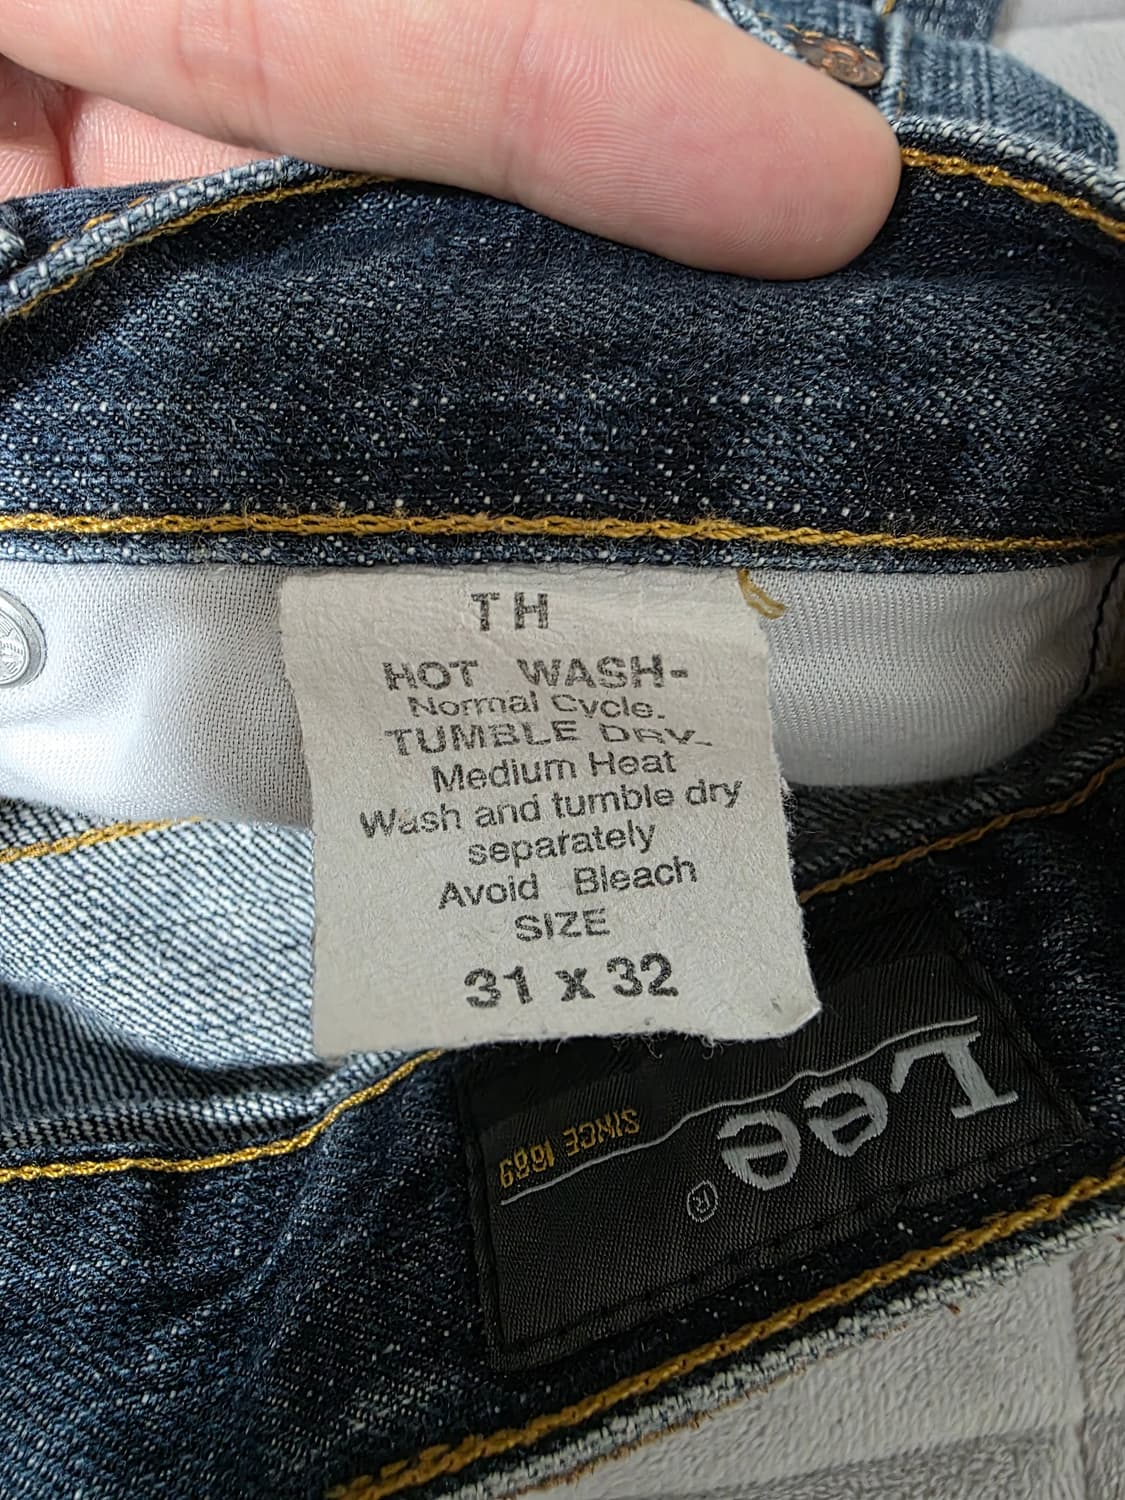 TH
HOT WASH-
Normal Cycle.
TUMBLE DRY-
Medium Heat
Wash and tumble dry
separately
Avoid Bleach
SIZE
31 x 32
Lee
®
SINCE 1889